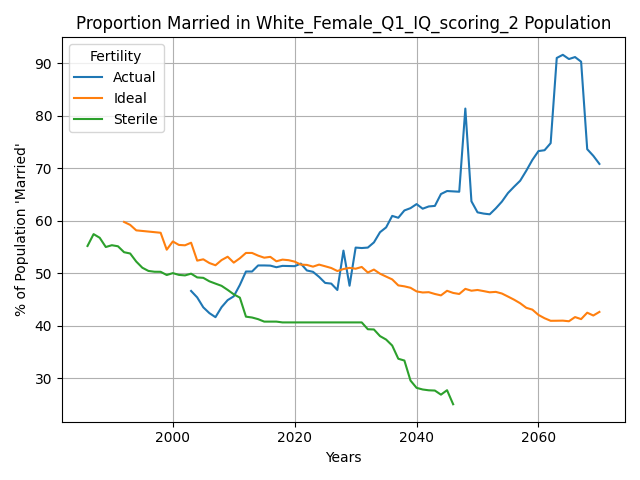 Proportion Married in White_Female_Q1_IQ_scoring_2 Population
% of Population 'Married'
90
80
70
60
50
40
30
Fertility
Actual
Ideal
Sterile
2000
2020
2040
2060
Years